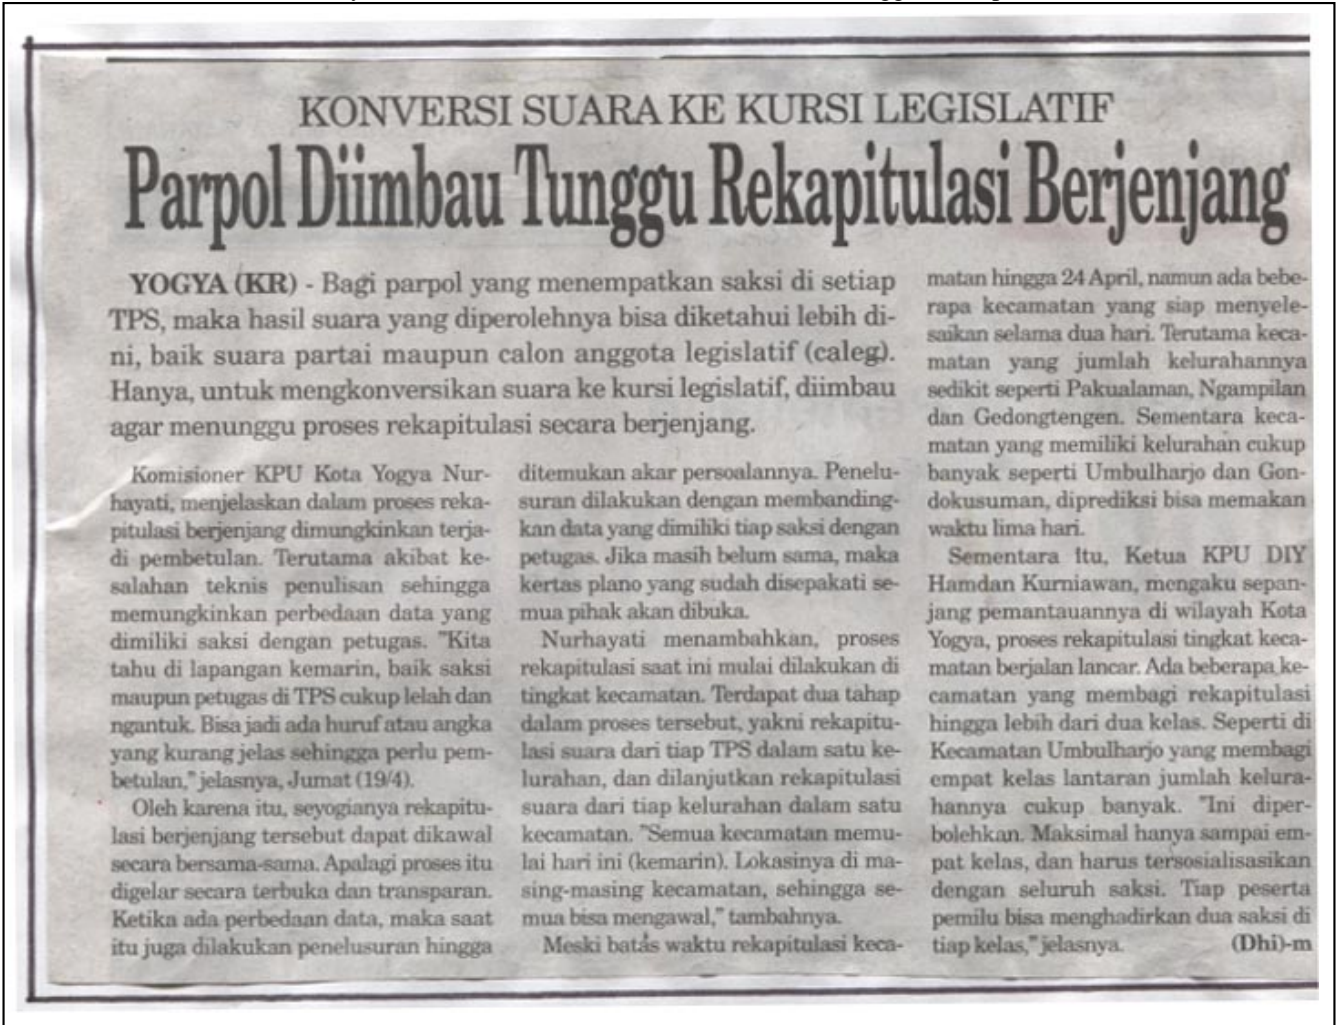 KONVERSI SUARA KE KURSI LEGISLATIF
Parpol Diimbau Tunggu Rekapitulasi Berjenjang
YOGYA (KR) - Bagi parpol yang menempatkan saksi di setiap
TPS, maka hasil suara yang diperolehnya bisa diketahui lebih di-
ni, baik suara partai maupun calon anggota legislatif (caleg).
Hanya, untuk mengkonversikan suara ke kursi legislatif, diimbau
agar menunggu proses rekapitulasi secara berjenjang.
Komisioner KPU Kota Yogya Nur-
hayati, menjelaskan dalam proses reka-
pitulasi berjenjang dimungkinkan terja-
di pembetulan. Terutama akibat ke-
salahan teknis penulisan sehingga
memungkinkan perbedaan data yang
dimiliki saksi dengan petugas. "Kita
tahu di lapangan kemarin, baik saksi
maupun petugas di TPS cukup lelah dan
ngantuk. Bisa jadi ada huruf atau angka
yang kurang jelas sehingga perlu pem-
betulan," jelasnya, Jumat (19/4).
Oleh karena itu, seyogianya rekapitu-
lasi berjenjang tersebut dapat dikawal
secara bersama-sama. Apalagi proses itu
digelar secara terbuka dan transparan.
Ketika ada perbedaan data, maka saat
itu juga dilakukan penelusuran hingga
ditemukan akar persoalannya. Penelu-
suran dilakukan dengan membanding-
kan data yang dimiliki tiap saksi dengan
petugas. Jika masih belum sama, maka
kertas plano yang sudah disepakati se-
mua pihak akan dibuka.
Nurhayati menambahkan, proses
rekapitulasi saat ini mulai dilakukan di
tingkat kecamatan. Terdapat dua tahap
dalam proses tersebut, yakni rekapitu-
lasi suara dari tiap TPS dalam satu ke-
lurahan, dan dilanjutkan rekapitulasi
suara dari tiap kelurahan dalam satu
kecamatan. "Semua kecamatan memu-
lai hari ini (kemarin). Lokasinya di ma-
sing-masing kecamatan, sehingga se-
mua bisa mengawal," tambahnya.
Meski batas waktu rekapitulasi keca-
matan hingga 24 April, namun ada bebe-
rapa kecamatan yang siap menyele-
saikan selama dua hari. Terutama keca-
matan yang jumlah kelurahannya
sedikit seperti Pakualaman, Ngampilan
dan Gedongtengen. Sementara keca-
matan yang memiliki kelurahan cukup
banyak seperti Umbulharjo dan Gon-
dokusuman, diprediksi bisa memakan
waktu lima hari.
Sementara Itu, Ketua KPU DIY
Hamdan Kurniawan, mengaku sepan-
jang pemantauannya di wilayah Kota
Yogya, proses rekapitulasi tingkat keca-
matan berjalan lancar. Ada beberapa ke-
camatan yang membagi rekapitulasi
hingga lebih dari dua kelas. Seperti di
Kecamatan Umbulharjo yang membagi
empat kelas lantaran jumlah kelura-
hannya cukup banyak. "Ini diper-
bolehkan. Maksimal hanya sampai em-
pat kelas, dan harus tersosialisasikan
dengan seluruh saksi. Tiap peserta
pemilu bisa menghadirkan dua saksi di
tiap kelas," jelasnya. (Dhi)-m